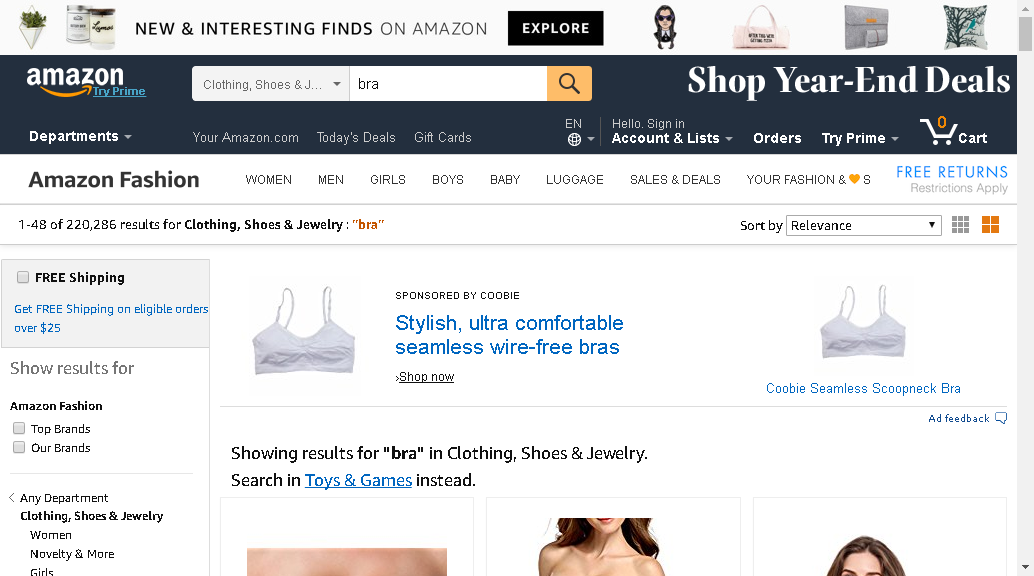 NEW & INTERESTING FINDS ON AMAZON
EXPLORE
amazon
Try Prime
Clothing, Shoes & J...
bra
Shop Year-End Deals
Departments
Your Amazon.com
Today's Deals
Gift Cards
EN
Hello. Sign in
Account & Lists
Orders
Try Prime
0
Cart
Amazon Fashion
WOMEN
MEN
GIRLS
BOYS
BABY
LUGGAGE
SALES & DEALS
YOUR FASHION & 🧡 S
FREE RETURNS
Restrictions Apply
1-48 of 220,286 results for Clothing, Shoes & Jewelry : "bra"
Sort by
Relevance
FREE Shipping
Get FREE Shipping on eligible orders
over $25
Show results for
Amazon Fashion
Top Brands
Our Brands
Any Department
Clothing, Shoes & Jewelry
Women
Novelty & More
Girls
SPONSORED BY COOBIE
Stylish, ultra comfortable
seamless wire-free bras
›Shop now
Coobie Seamless Scoopneck Bra
Ad feedback
Showing results for "bra" in Clothing, Shoes & Jewelry.
Search in Toys & Games instead.